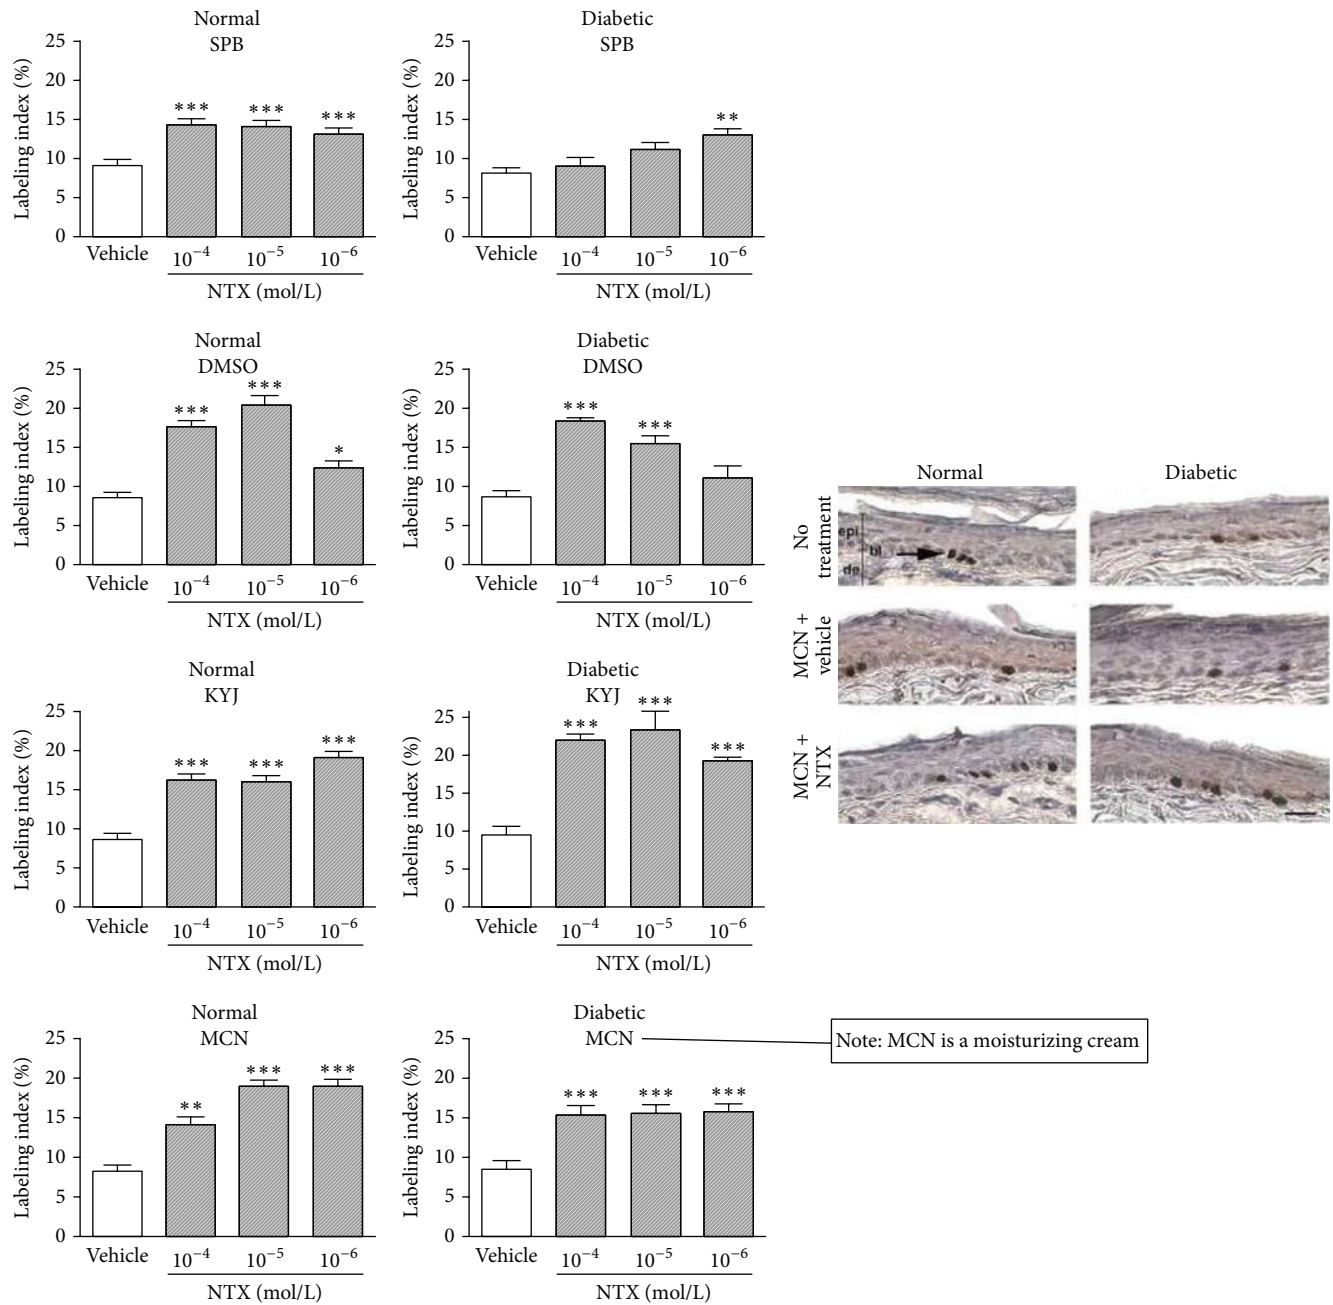 Normal
SPB
Labeling index (%)
25
20
15
10
5
0
***
***
***
Vehicle
10⁻⁴
10⁻⁵
10⁻⁶
NTX (mol/L)
Diabetic
SPB
Labeling index (%)
25
20
15
10
5
0
**
Vehicle
10⁻⁴
10⁻⁵
10⁻⁶
NTX (mol/L)
Normal
DMSO
Labeling index (%)
25
20
15
10
5
0
***
***
*
Vehicle
10⁻⁴
10⁻⁵
10⁻⁶
NTX (mol/L)
Diabetic
DMSO
Labeling index (%)
25
20
15
10
5
0
***
***
Vehicle
10⁻⁴
10⁻⁵
10⁻⁶
NTX (mol/L)
Normal
KYJ
Labeling index (%)
25
20
15
10
5
0
***
***
***
Vehicle
10⁻⁴
10⁻⁵
10⁻⁶
NTX (mol/L)
Diabetic
KYJ
Labeling index (%)
25
20
15
10
5
0
***
***
***
Vehicle
10⁻⁴
10⁻⁵
10⁻⁶
NTX (mol/L)
Normal
MCN
Labeling index (%)
25
20
15
10
5
0
**
***
***
Vehicle
10⁻⁴
10⁻⁵
10⁻⁶
NTX (mol/L)
Diabetic
MCN
Labeling index (%)
25
20
15
10
5
0
***
***
***
Vehicle
10⁻⁴
10⁻⁵
10⁻⁶
NTX (mol/L)
Note: MCN is a moisturizing cream
Normal
Diabetic
No
treatment
epi
bl
de
MCN +
vehicle
MCN +
NTX